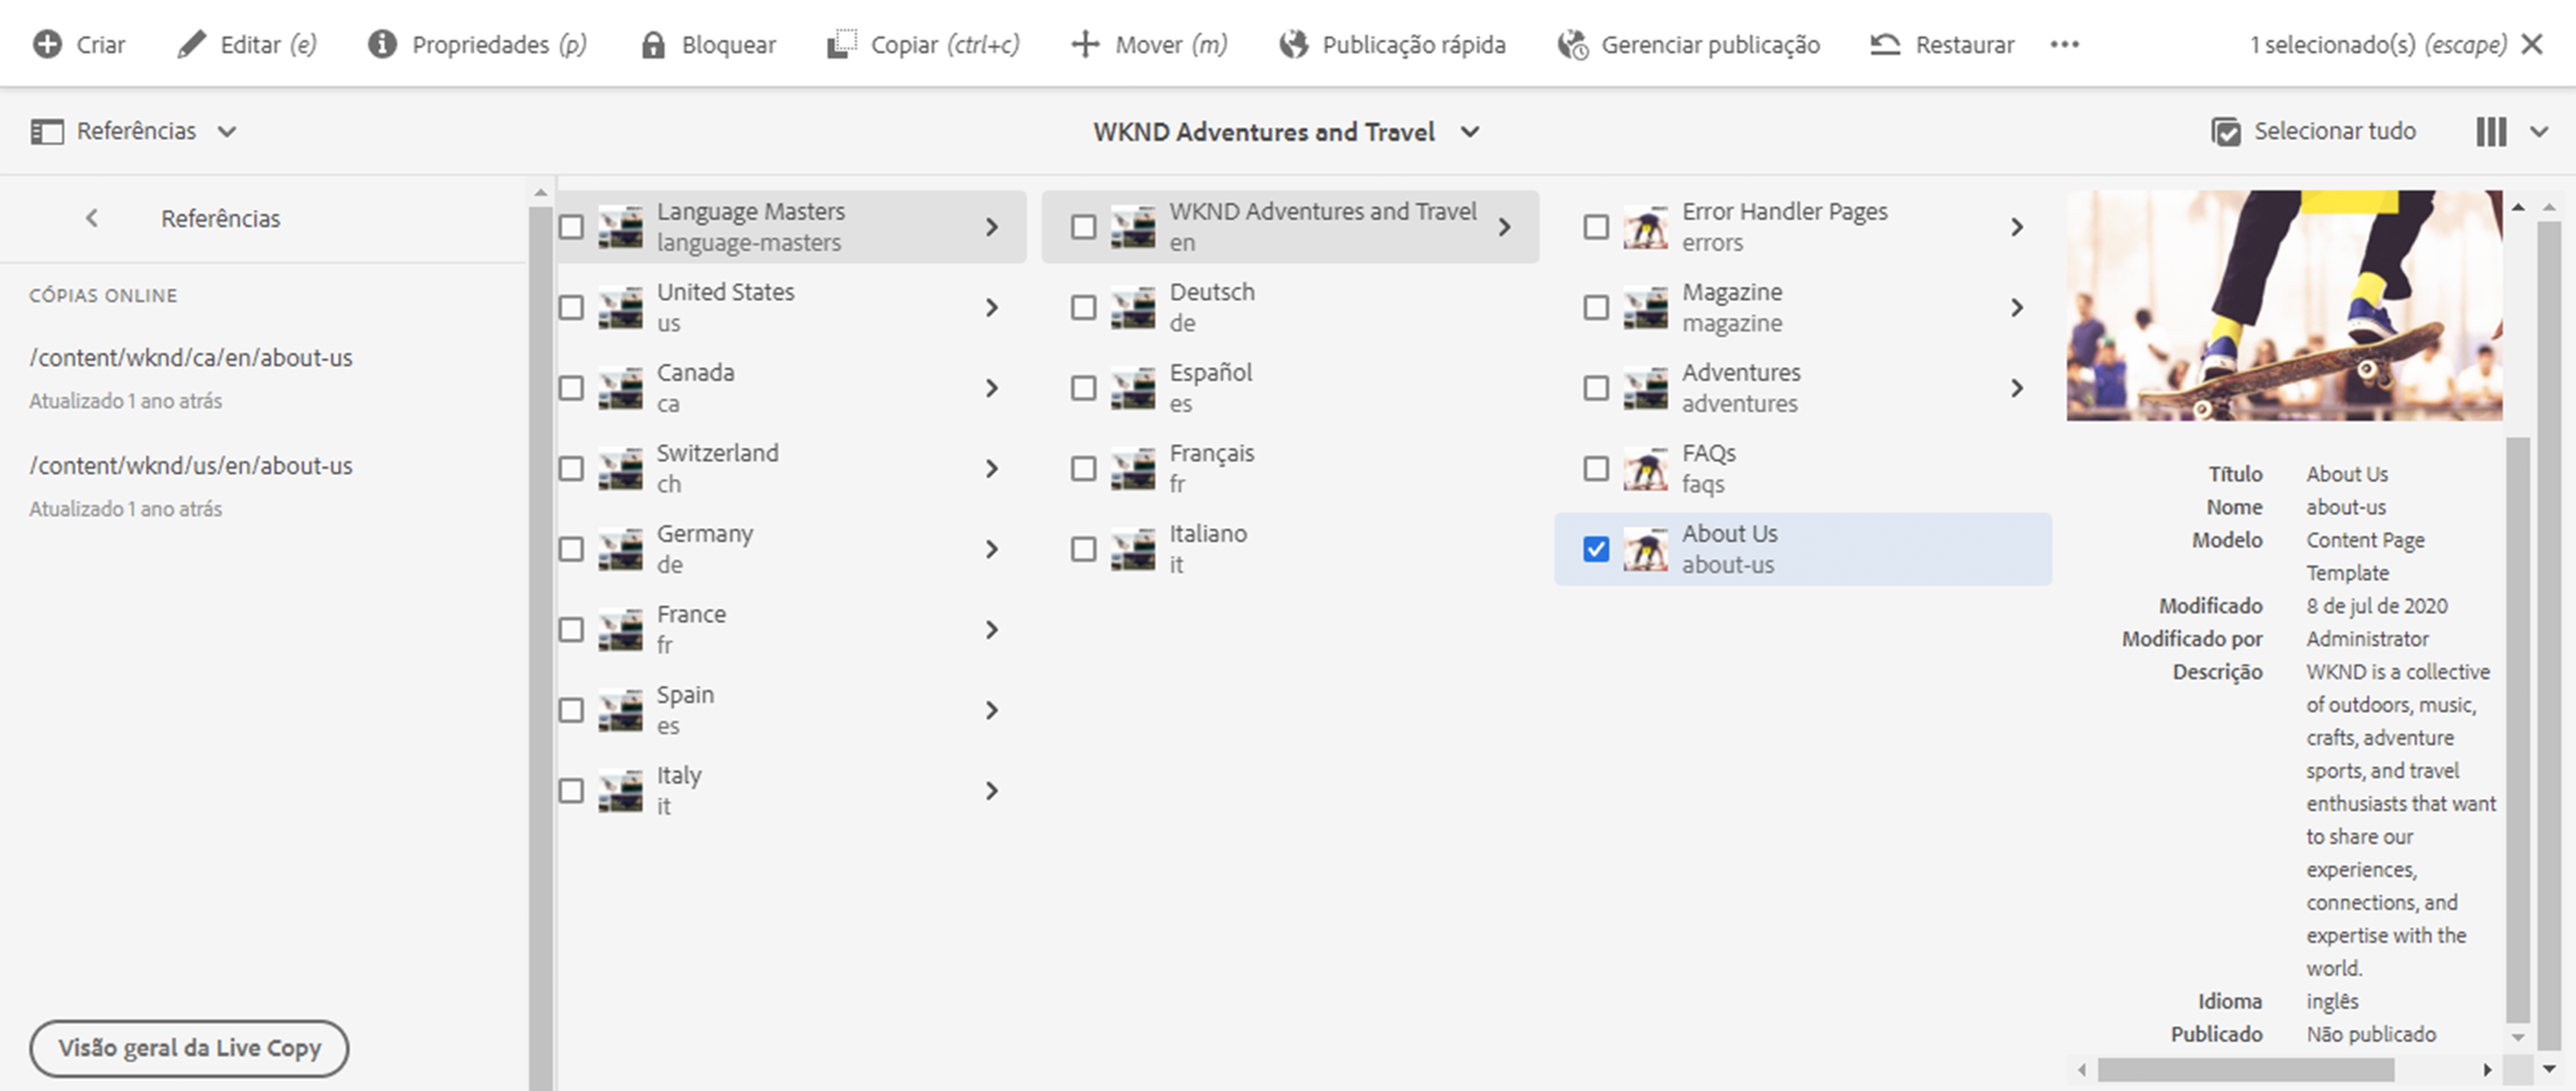 Criar
Editar (e)
Propriedades (p)
Bloquear
Copiar (ctrl+c)
Mover (m)
Publicação rápida
Gerenciar publicação
Restaurar
1 selecionado(s) (escape)
Referências
WKND Adventures and Travel
Selecionar tudo
Referências
CÓPIAS ONLINE
/content/wknd/ca/en/about-us
Atualizado 1 ano atrás
/content/wknd/us/en/about-us
Atualizado 1 ano atrás
Visão geral da Live Copy
Language Masters
language-masters
United States
us
Canada
ca
Switzerland
ch
Germany
de
France
fr
Spain
es
Italy
it
WKND Adventures and Travel
en
Deutsch
de
Español
es
Français
fr
Italiano
it
Error Handler Pages
errors
Magazine
magazine
Adventures
adventures
FAQs
faqs
About Us
about-us
Título About Us
Nome about-us
Modelo Content Page
Template
Modificado 8 de jul de 2020
Modificado por Administrator
Descrição WKND is a collective
of outdoors, music,
crafts, adventure
sports, and travel
enthusiasts that want
to share our
experiences,
connections, and
expertise with the
world.
Idioma inglês
Publicado Não publicado